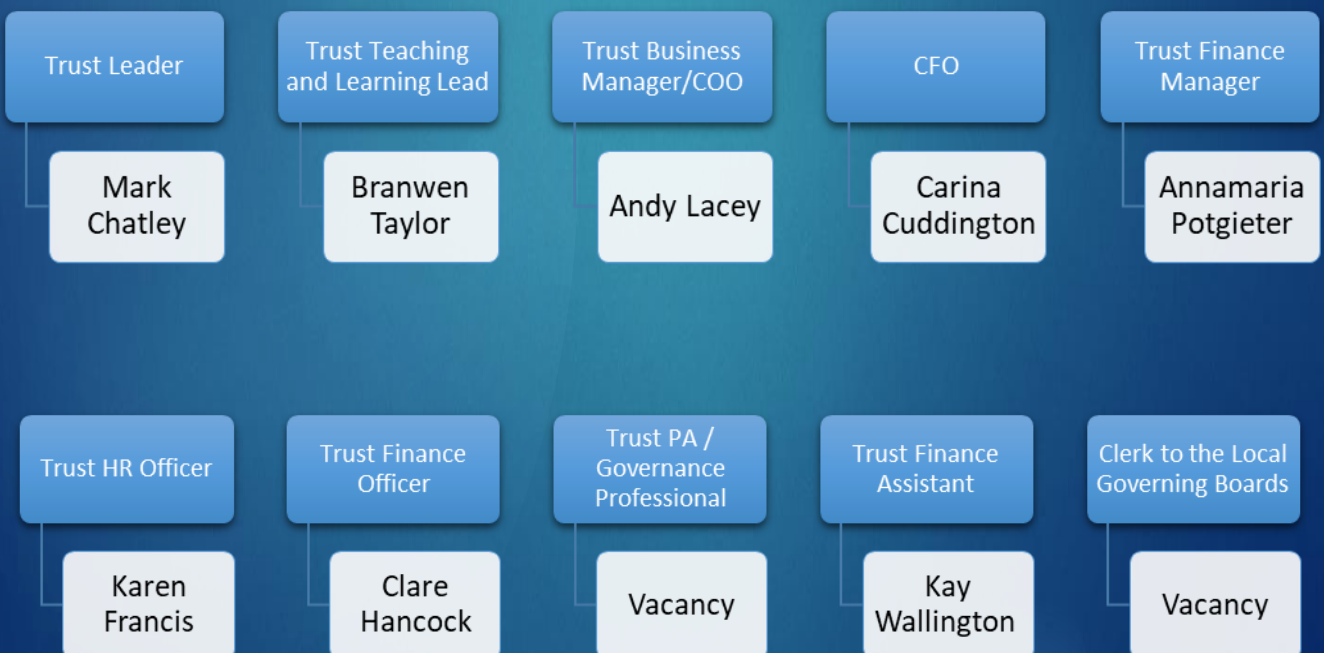 Trust Leader
Mark
Chatley
Trust Teaching
and Learning Lead
Branwen
Taylor
Trust Business
Manager/COO
Andy Lacey
CFO
Carina
Cuddington
Trust Finance
Manager
Annamaria
Potgieter
Trust HR Officer
Karen
Francis
Trust Finance
Officer
Clare
Hancock
Trust PA /
Governance
Professional
Vacancy
Trust Finance
Assistant
Kay
Wallington
Clerk to the Local
Governing Boards
Vacancy